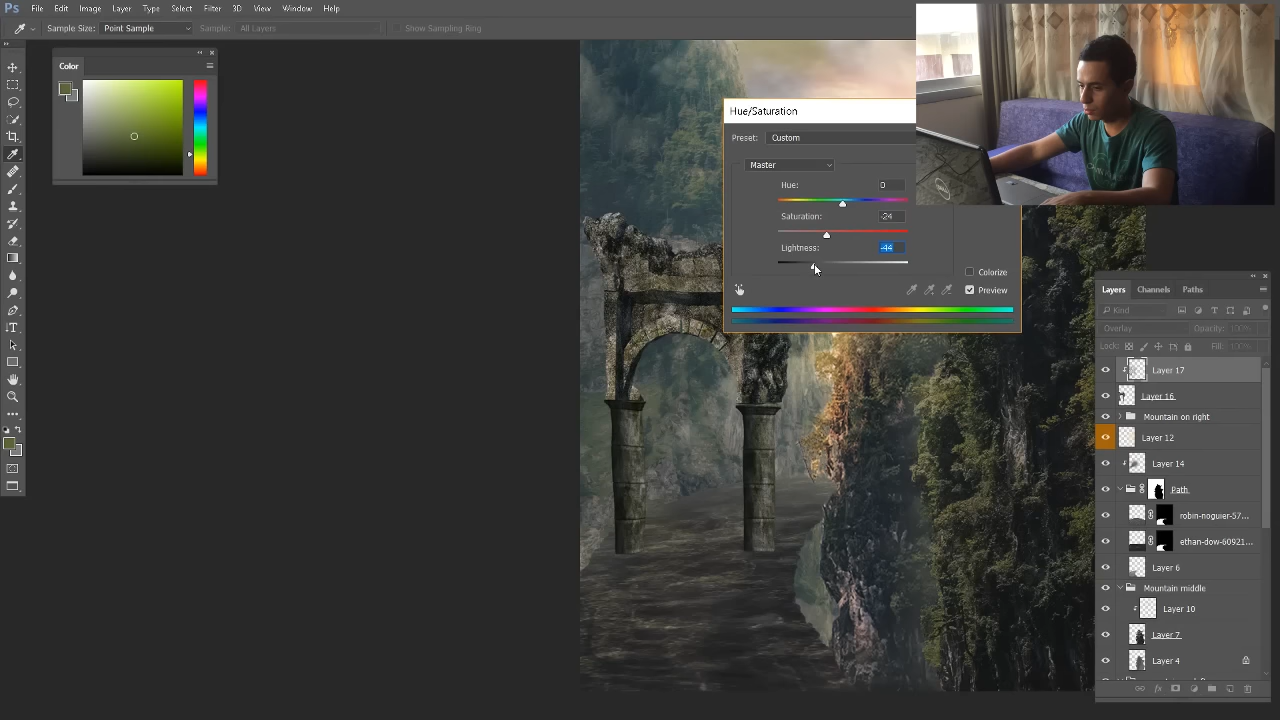 Ps File Edit Image Layer Type Select Filter 3D View Window Help
Sample Size: Point Sample Sample: All Layers Show Sampling Ring
Color
Hue/Saturation
Preset: Custom
Master
Hue: 0
Saturation: -24
Lightness: -44
Colorize
Preview
Layers Channels Paths
Kind
Overlay Opacity: 100%
Lock: Fill: 100%
Layer 17
Layer 16
Mountain on right
Layer 12
Layer 14
Path
robin-noguier-57...
ethan-dow-60921...
Layer 6
Mountain middle
Layer 10
Layer 7
Layer 4